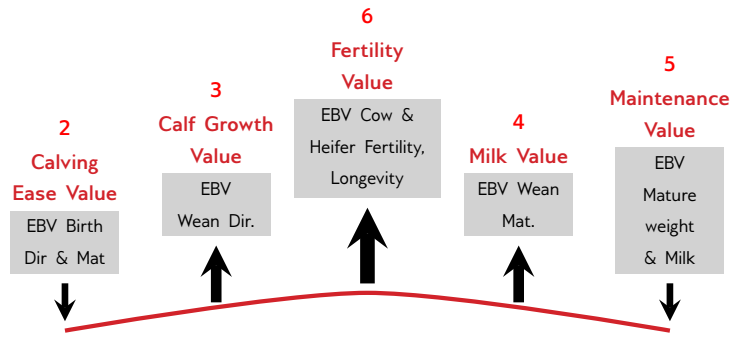 2
Calving
Ease Value
EBV Birth
Dir & Mat
3
Calf Growth
Value
EBV
Wean Dir.
6
Fertility
Value
EBV Cow &
Heifer Fertility,
Longevity
4
Milk Value
EBV Wean
Mat.
5
Maintenance
Value
EBV
Mature
weight
& Milk